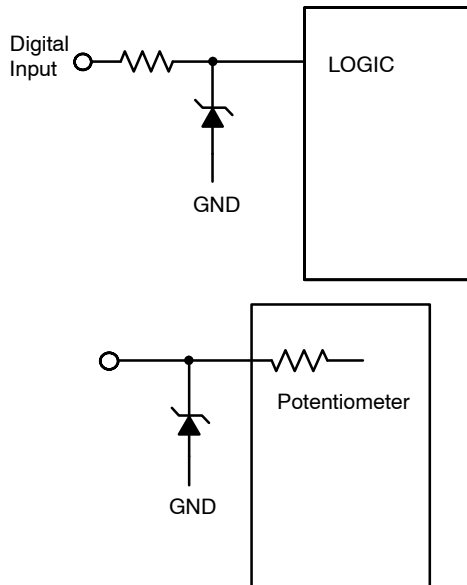 Digital
Input
LOGIC
GND
Potentiometer
GND